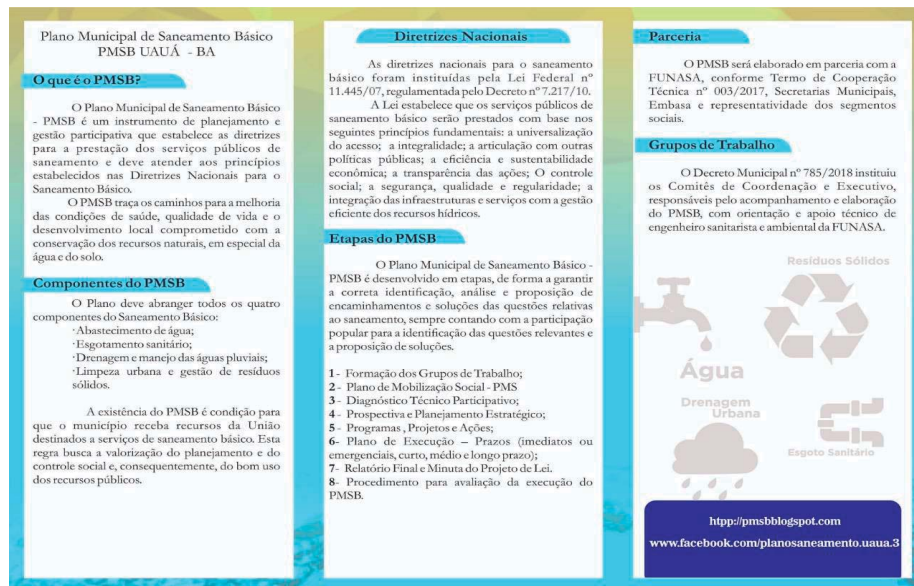 Plano Municipal de Saneamento Básico
PMSB UAUÁ - BA
O que é o PMSB?
O Plano Municipal de Saneamento Básico
- PMSB é um instrumento de planejamento e
gestão participativa que estabelece as diretrizes
para a prestação dos serviços públicos de
saneamento e deve atender aos princípios
estabelecidos nas Diretrizes Nacionais para o
Saneamento Básico.
O PMSB traça os caminhos para a melhoria
das condições de saúde, qualidade de vida e o
desenvolvimento local comprometido com a
conservação dos recursos naturais, em especial da
água e do solo.
Componentes do PMSB
O Plano deve abranger todos os quatro
componentes do Saneamento Básico:
·Abastecimento de água;
·Esgotamento sanitário;
·Drenagem e manejo das águas pluviais;
·Limpeza urbana e gestão de resíduos
sólidos.
A existência do PMSB é condição para
que o município receba recursos da União
destinados a serviços de saneamento básico. Esta
regra busca a valorização do planejamento e do
controle social e, consequentemente, do bom uso
dos recursos públicos.
Diretrizes Nacionais
As diretrizes nacionais para o saneamento
básico foram instituídas pela Lei Federal nº
11.445/07, regulamentada pelo Decreto nº 7.217/10.
A Lei estabelece que os serviços públicos de
saneamento básico serão prestados com base nos
seguintes princípios fundamentais: a universalização
do acesso; a integralidade; a articulação com outras
políticas públicas; a eficiência e sustentabilidade
econômica; a transparência das ações; O controle
social; a segurança, qualidade e regularidade; a
integração das infraestruturas e serviços com a gestão
eficiente dos recursos hídricos.
Etapas do PMSB
O Plano Municipal de Saneamento Básico -
PMSB é desenvolvido em etapas, de forma a garantir
a correta identificação, análise e proposição de
encaminhamentos e soluções das questões relativas
ao saneamento, sempre contando com a participação
popular para a identificação das questões relevantes e
a proposição de soluções.
1 - Formação dos Grupos de Trabalho;
2 - Plano de Mobilização Social - PMS
3 - Diagnóstico Técnico Participativo;
4 - Prospectiva e Planejamento Estratégico;
5 - Programas , Projetos e Ações;
6- Plano de Execução – Prazos (imediatos ou
emergenciais, curto, médio e longo prazo);
7- Relatório Final e Minuta do Projeto de Lei.
8- Procedimento para avaliação da execução do
PMSB.
Parceria
O PMSB será elaborado em parceria com a
FUNASA, conforme Termo de Cooperação
Técnica nº 003/2017, Secretarias Municipais,
Embasa e representatividade dos segmentos
sociais.
Grupos de Trabalho
O Decreto Municipal nº 785/2018 instituiu
os Comitês de Coordenação e Executivo,
responsáveis pelo acompanhamento e elaboração
do PMSB, com orientação e apoio técnico de
engenheiro sanitarista e ambiental da FUNASA.
Resíduos Sólidos
Água
Drenagem
Urbana
Esgoto Sanitário
htpp://pmsbblogspot.com
www.facebook.com/planosaneamento.uaua.3